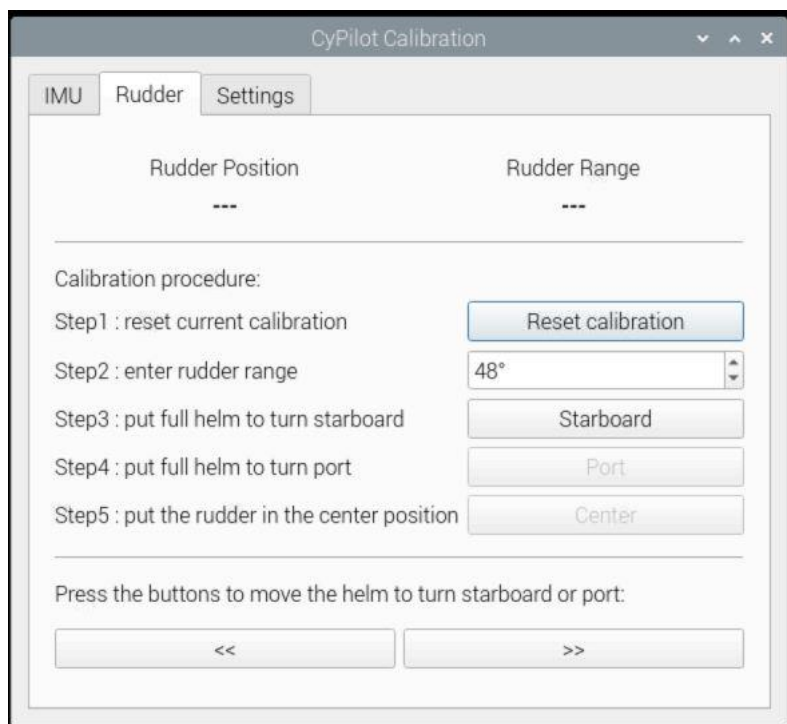 CyPilot Calibration
IMU Rudder Settings
Rudder Position Rudder Range
--- ---
Calibration procedure:
Step1 : reset current calibration Reset calibration
Step2 : enter rudder range 48°
Step3 : put full helm to turn starboard Starboard
Step4 : put full helm to turn port Port
Step5 : put the rudder in the center position Center
Press the buttons to move the helm to turn starboard or port:
<< >>